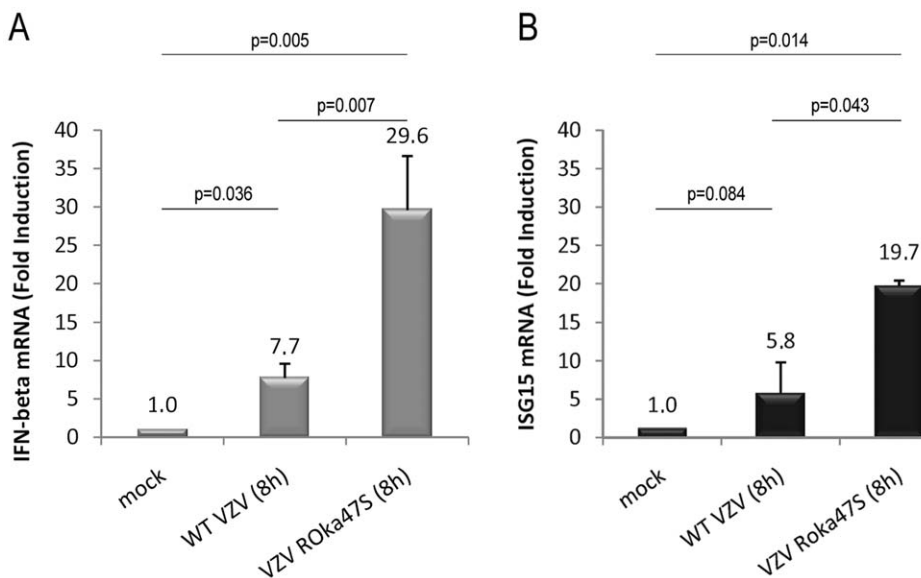 A
p=0.005
p=0.007
p=0.036
IFN-beta mRNA (Fold Induction)
40
35
30
25
20
15
10
5
0
1.0
7.7
29.6
mock
WT VZV (8h)
VZV ROka47S (8h)
B
p=0.014
p=0.043
p=0.084
ISG15 mRNA (Fold Induction)
40
35
30
25
20
15
10
5
0
1.0
5.8
19.7
mock
WT VZV (8h)
VZV Roka47S (8h)